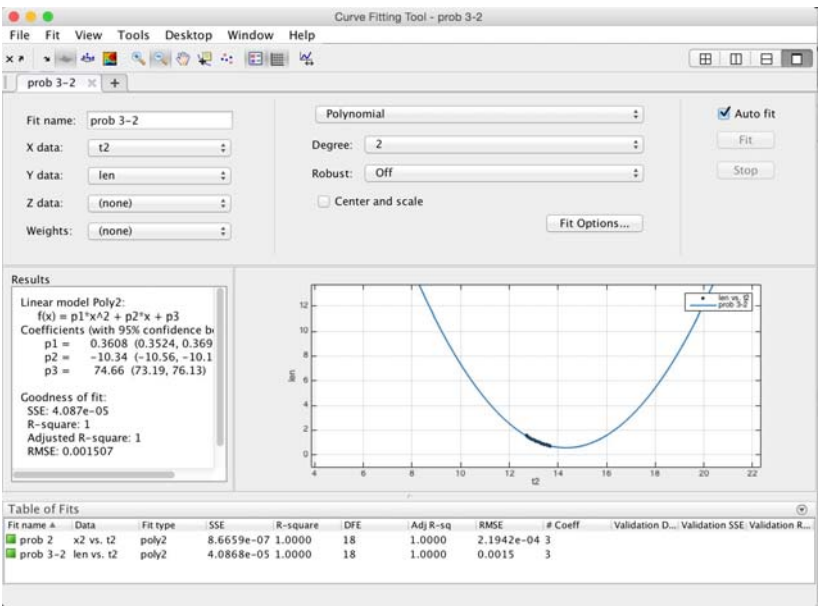 Curve Fitting Tool - prob 3-2
File Fit View Tools Desktop Window Help
prob 3-2
Fit name: prob 3-2
X data: t2
Y data: len
Z data: (none)
Weights: (none)
Polynomial
Degree: 2
Robust: Off
Center and scale
Fit Options...
Auto fit
Fit
Stop
Results
Linear model Poly2:
f(x) = p1*x^2 + p2*x + p3
Coefficients (with 95% confidence b
p1 = 0.3608 (0.3524, 0.369
p2 = -10.34 (-10.56, -10.1
p3 = 74.66 (73.19, 76.13)
Goodness of fit:
SSE: 4.087e-05
R-square: 1
Adjusted R-square: 1
RMSE: 0.001507
len vs. t2
prob 3-2
12
10
8
6
4
2
0
len
4 6 8 10 12 14 16 18 20 22
t2
Table of Fits
Fit name Data Fit type SSE R-square DFE Adj R-sq RMSE # Coeff Validation D... Validation SSE Validation R...
prob 2 x2 vs. t2 poly2 8.6659e-07 1.0000 18 1.0000 2.1942e-04 3
prob 3-2 len vs. t2 poly2 4.0868e-05 1.0000 18 1.0000 0.0015 3